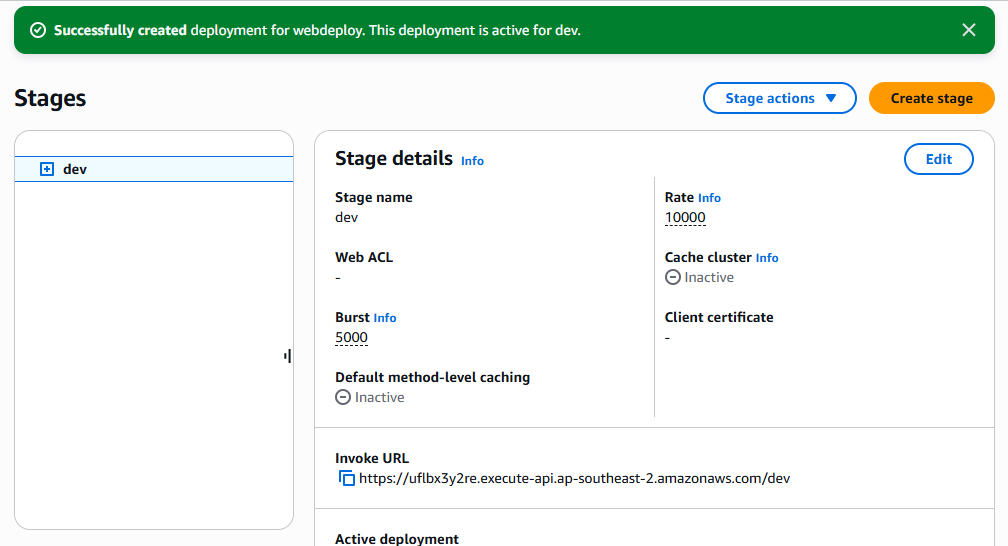 Successfully created deployment for webdeploy. This deployment is active for dev.
Stages
Stage actions
Create stage
dev
Stage details Info
Edit
Stage name
dev
Rate Info
10000
Web ACL
-
Cache cluster Info
Inactive
Burst Info
5000
Client certificate
-
Default method-level caching
Inactive
Invoke URL
https://uflbx3y2re.execute-api.ap-southeast-2.amazonaws.com/dev
Active deployment